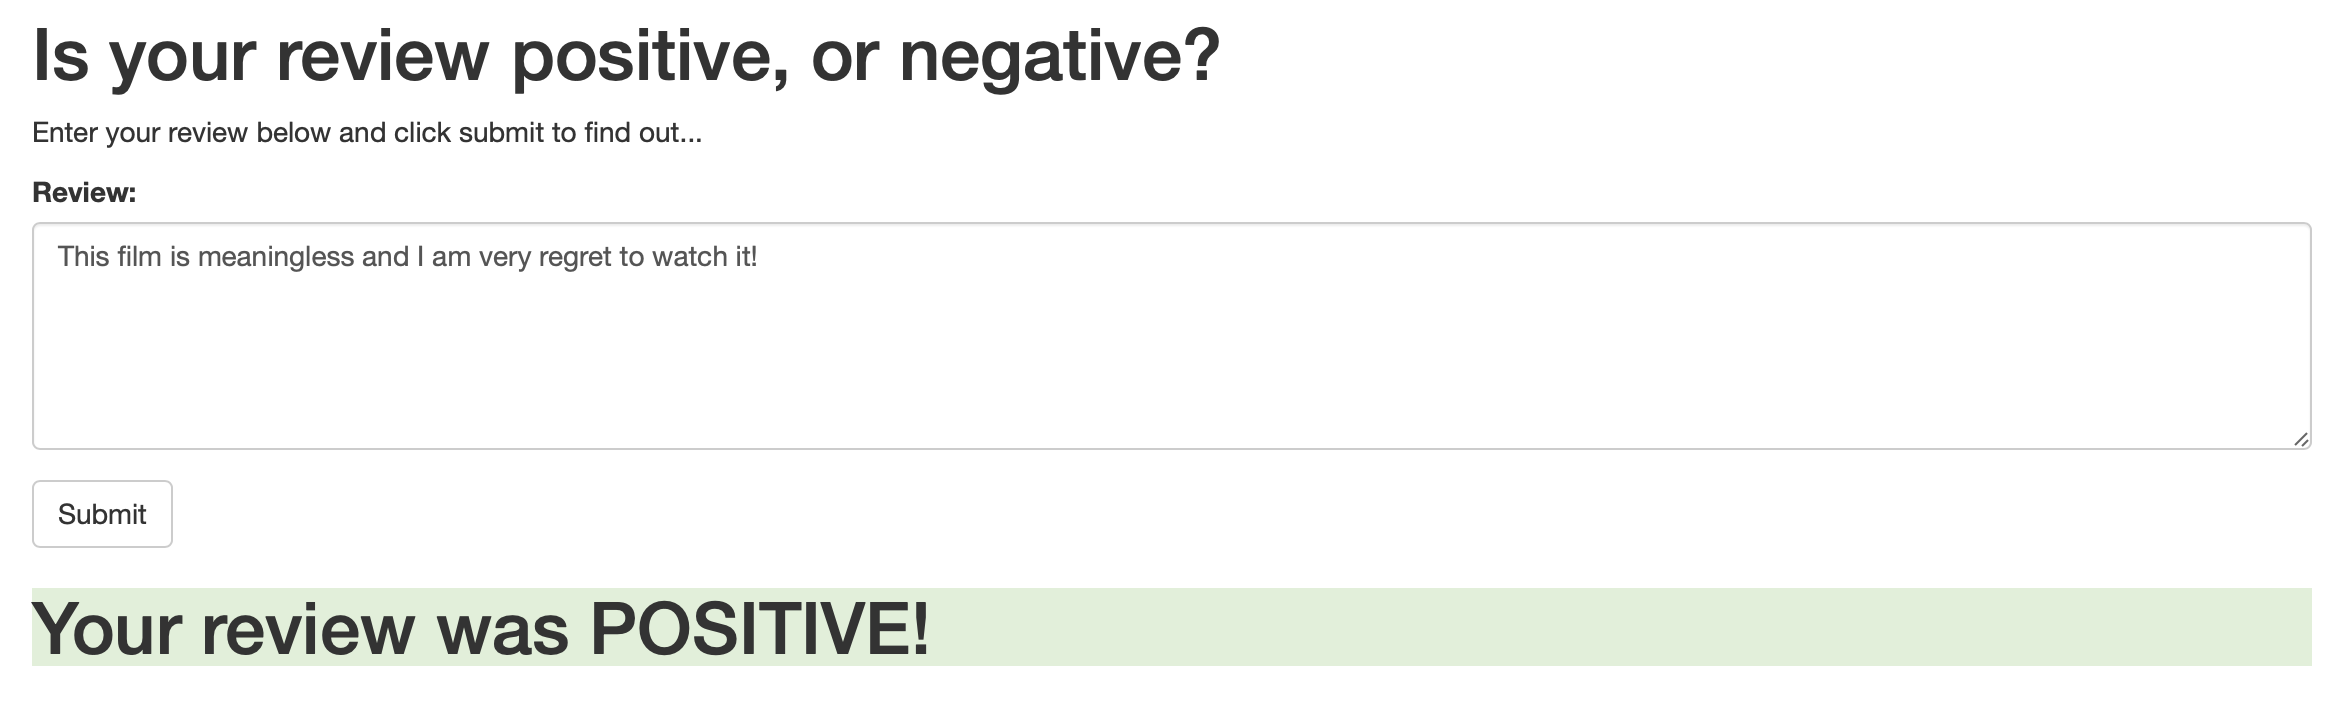 Is your review positive, or negative?
Enter your review below and click submit to find out...
Review:
This film is meaningless and I am very regret to watch it!
Submit
Your review was POSITIVE!